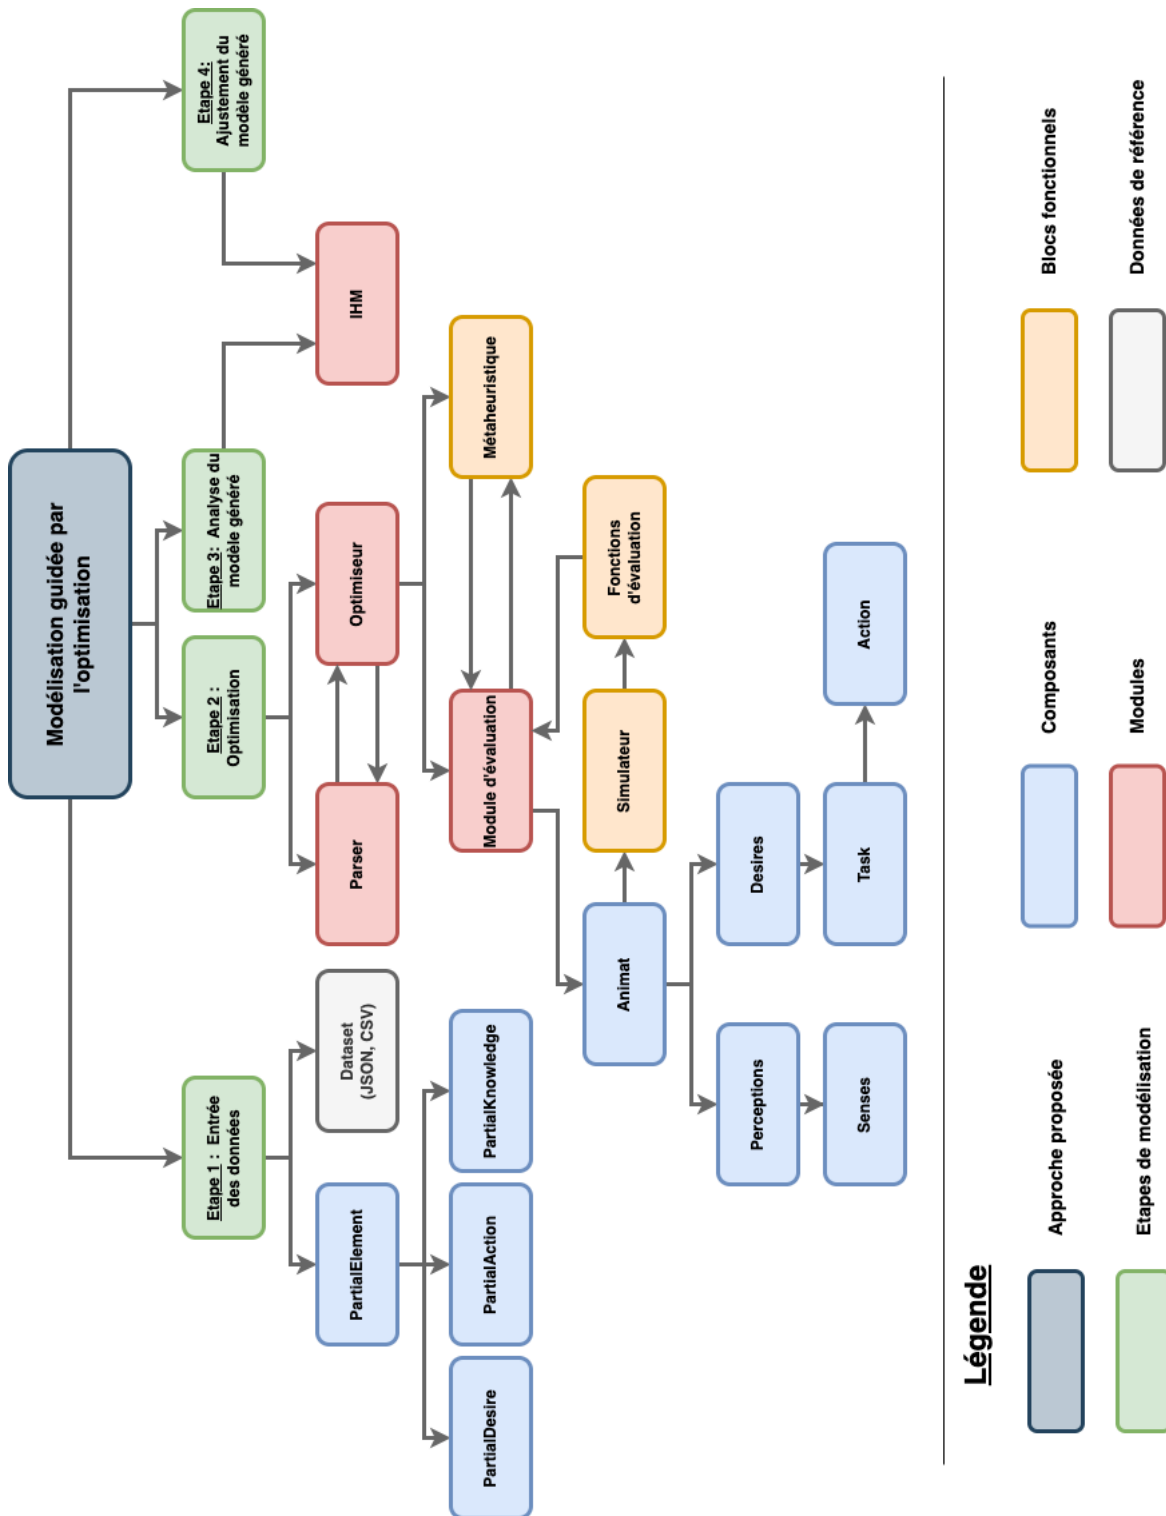 Modélisation guidée par
l'optimisation
Etape 1 : Entrée
des données
Etape 2 :
Optimisation
Etape 3: Analyse du
modèle généré
Etape 4:
Ajustement du
modèle généré
PartialElement
Dataset
(JSON, CSV)
Parser
Optimiseur
IHM
PartialDesire
PartialAction
PartialKnowledge
Module d'évaluation
Métaheuristique
Animat
Simulateur
Fonctions
d'évaluation
Perceptions
Desires
Senses
Task
Action
Légende
Approche proposée
Composants
Blocs fonctionnels
Etapes de modélisation
Modules
Données de référence